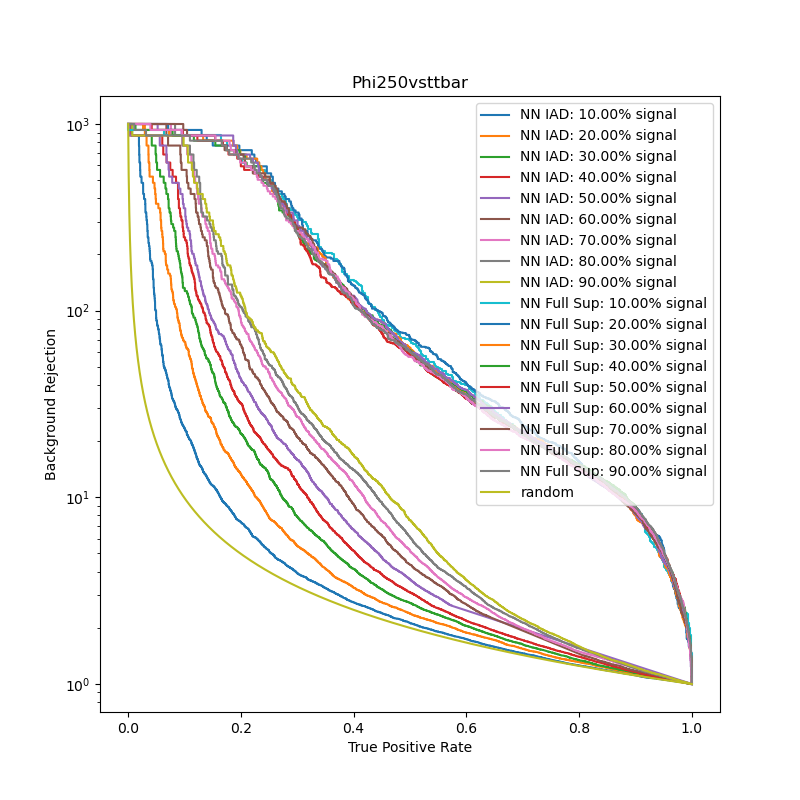 Phi250vsttbar
NN IAD: 10.00% signal
NN IAD: 20.00% signal
NN IAD: 30.00% signal
NN IAD: 40.00% signal
NN IAD: 50.00% signal
NN IAD: 60.00% signal
NN IAD: 70.00% signal
NN IAD: 80.00% signal
NN IAD: 90.00% signal
NN Full Sup: 10.00% signal
NN Full Sup: 20.00% signal
NN Full Sup: 30.00% signal
NN Full Sup: 40.00% signal
NN Full Sup: 50.00% signal
NN Full Sup: 60.00% signal
NN Full Sup: 70.00% signal
NN Full Sup: 80.00% signal
NN Full Sup: 90.00% signal
random
Background Rejection
10³
10²
10¹
10⁰
0.0 0.2 0.4 0.6 0.8 1.0
True Positive Rate